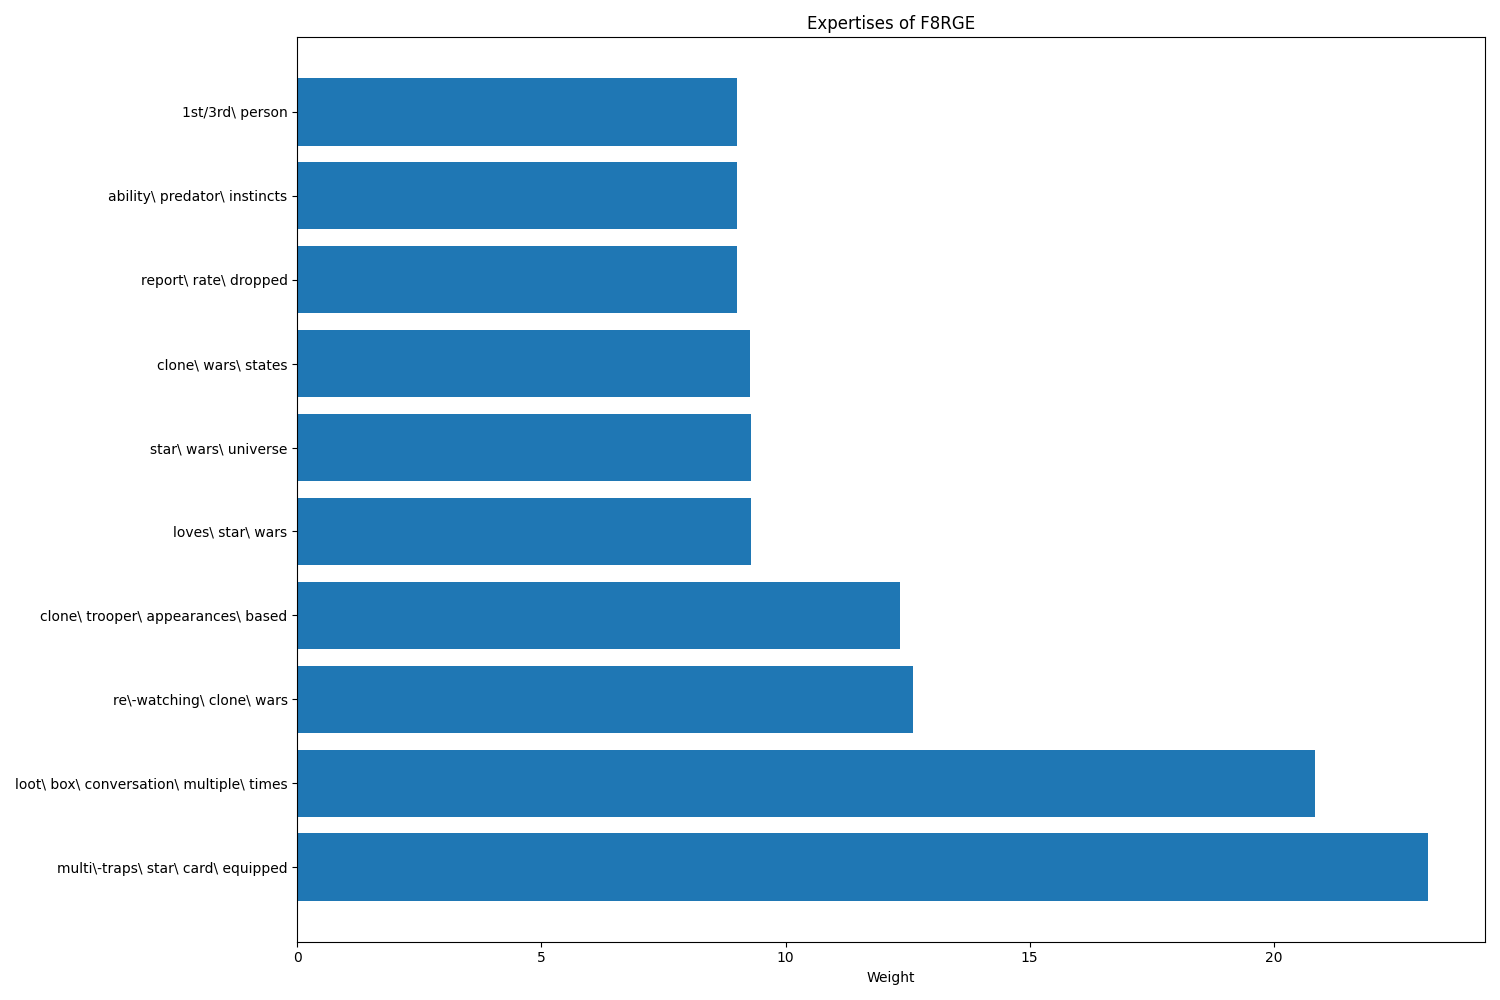 Expertises of F8RGE
1st/3rd\ person
ability\ predator\ instincts
report\ rate\ dropped
clone\ wars\ states
star\ wars\ universe
loves\ star\ wars
clone\ trooper\ appearances\ based
re\-watching\ clone\ wars
loot\ box\ conversation\ multiple\ times
multi\-traps\ star\ card\ equipped
0 5 10 15 20
Weight